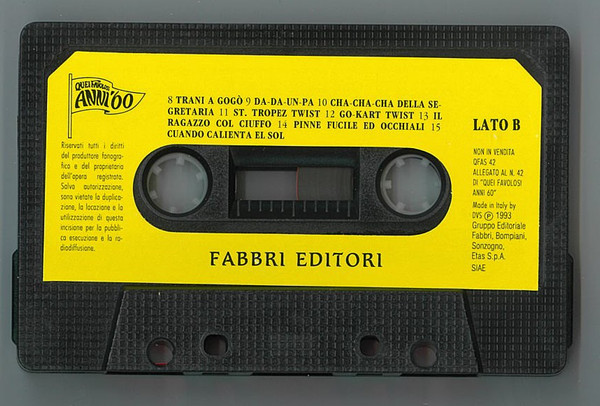 QUEI FAVOLOSI
ANNI '60
8 TRANI A GOGÒ 9 DA-DA-UN-PA 10 CHA-CHA-CHA DELLA SE-
GRETARIA 11 ST. TROPEZ TWIST 12 GO-KART TWIST 13 IL
RAGAZZO COL CIUFFO 14 PINNE FUCILE ED OCCHIALI 15
CUANDO CALIENTA EL SOL
LATO B
Riservati tutti i diritti
del produttore fonogra-
fico e del proprietario
dell'opera registrata.
Salvo autorizzazione,
sono vietate la duplica-
zione, la locazione e la
utilizzazione di questa
incisione per la pubbli-
ca esecuzione e la ra-
diodiffusione.
NON IN VENDITA
QFAS 42
ALLEGATO AL N. 42
DI "QUEI FAVOLOSI
ANNI 60"
Made in Italy by
DVS Ⓟ 1993
Gruppo Editoriale
Fabbri, Bompiani,
Sonzogno,
Etas S.p.A.
SIAE
FABBRI EDITORI